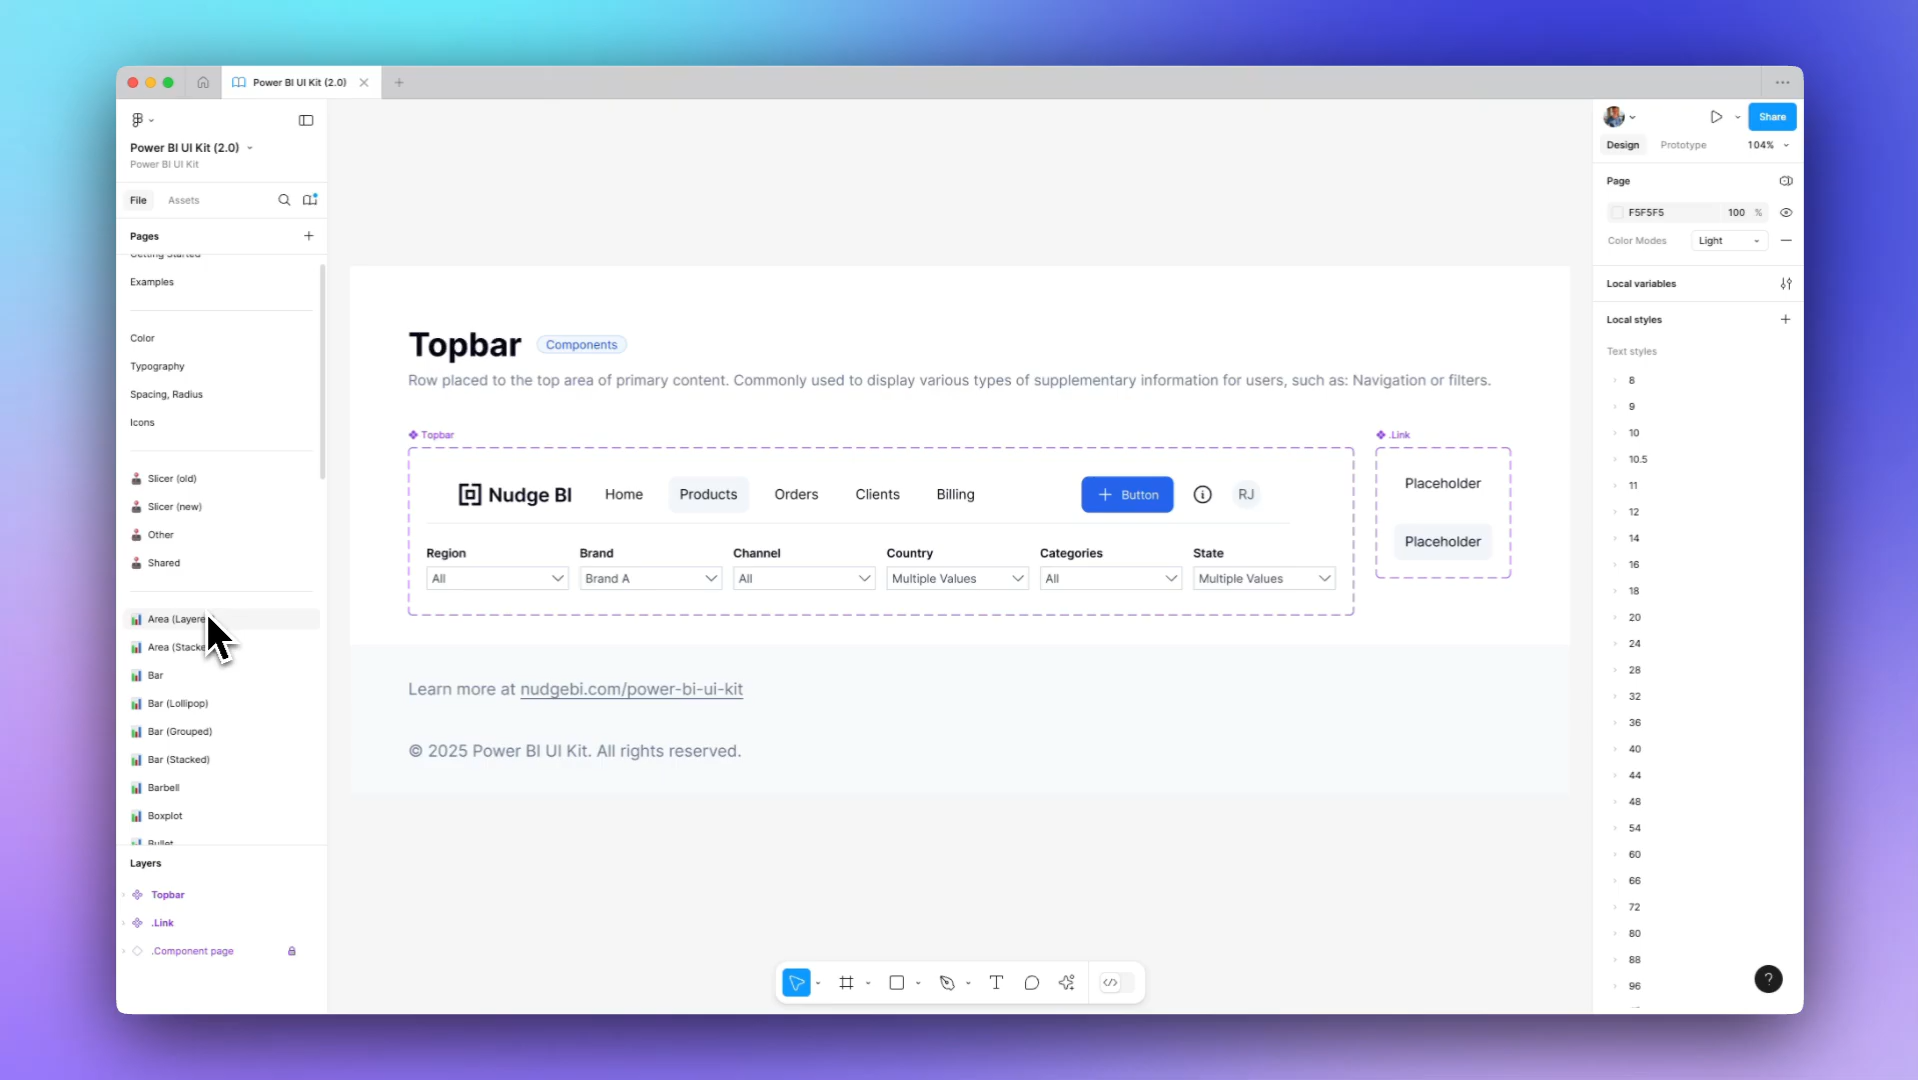 Power BI UI Kit (2.0)
Power BI UI Kit (2.0)
Power BI UI Kit
File
Assets
Pages
Getting Started
Examples
Color
Typography
Spacing, Radius
Icons
Slicer (old)
Slicer (new)
Other
Shared
Area (Layere
Area (Stacke
Bar
Bar (Lollipop)
Bar (Grouped)
Bar (Stacked)
Barbell
Boxplot
Bullet
Layers
Topbar
.Link
.Component page
Topbar
Components
Row placed to the top area of primary content. Commonly used to display various types of supplementary information for users, such as: Navigation or filters.
Topbar
.Link
Nudge BI
Home
Products
Orders
Clients
Billing
Button
RJ
Region
Brand
Channel
Country
Categories
State
All
Brand A
All
Multiple Values
All
Multiple Values
Placeholder
Placeholder
Learn more at nudgebi.com/power-bi-ui-kit
© 2025 Power BI UI Kit. All rights reserved.
Share
Design
Prototype
104%
Page
F5F5F5
100
%
Color Modes
Light
Local variables
Local styles
Text styles
8
9
10
10.5
11
12
14
16
18
20
24
28
32
36
40
44
48
54
60
66
72
80
88
96
?